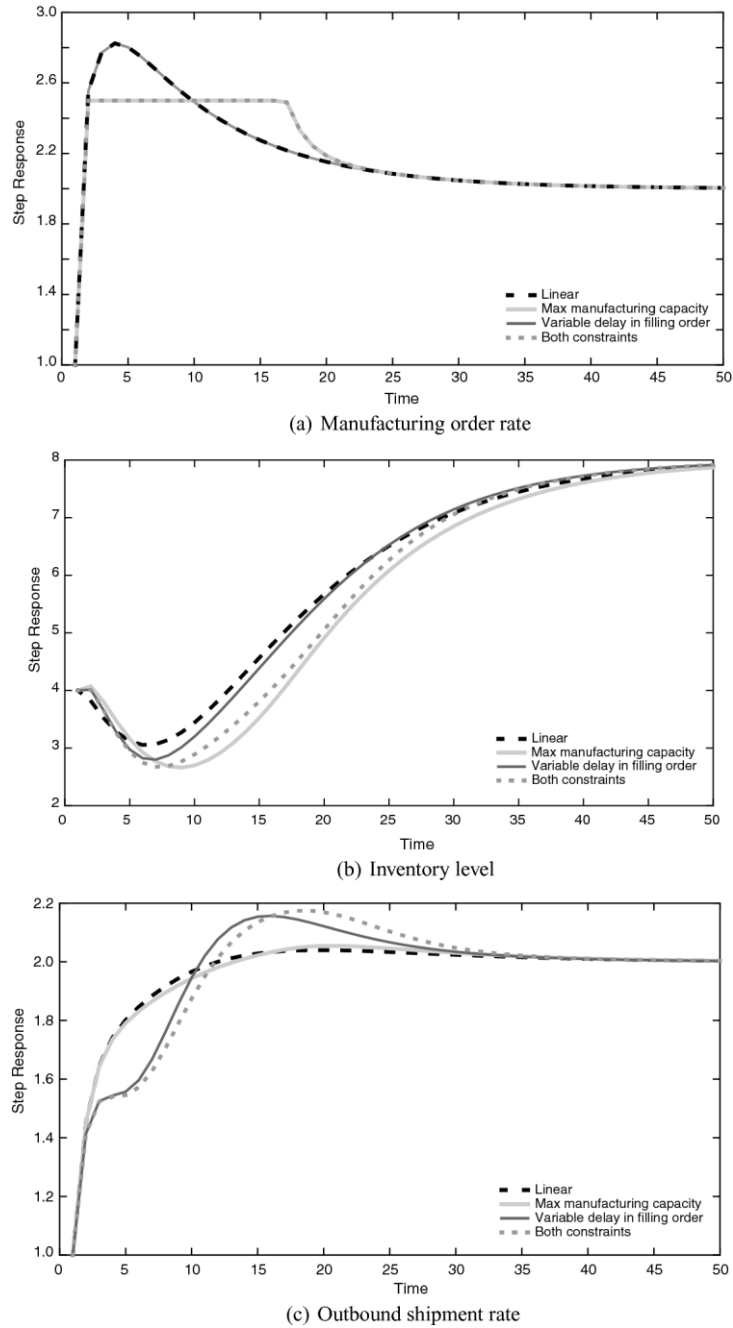 3.0
2.6
2.2
1.8
1.4
1.0
Step Response
0 5 10 15 20 25 30 35 40 45 50
Time
Linear
Max manufacturing capacity
Variable delay in filling order
Both constraints
(a) Manufacturing order rate
8
7
6
5
4
3
2
Step Response
0 5 10 15 20 25 30 35 40 45 50
Time
Linear
Max manufacturing capacity
Variable delay in filling order
Both constraints
(b) Inventory level
2.2
2.0
1.8
1.6
1.4
1.2
1.0
Step Response
0 5 10 15 20 25 30 35 40 45 50
Time
Linear
Max manufacturing capacity
Variable delay in filling order
Both constraints
(c) Outbound shipment rate